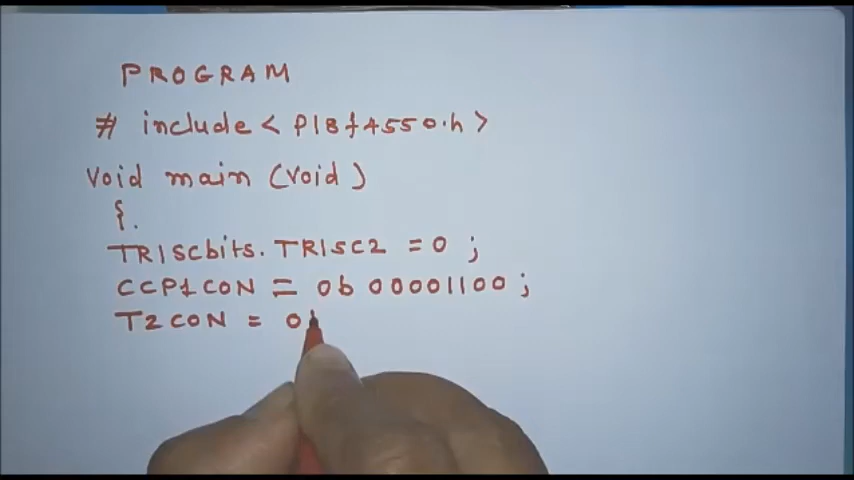 PROGRAM
# include < P18f4550.h >
void main (void)
{.
TRISCbits. TRISC2 = 0 ;
CCP1CON = 0b 00001100 ;
T2CON = 0